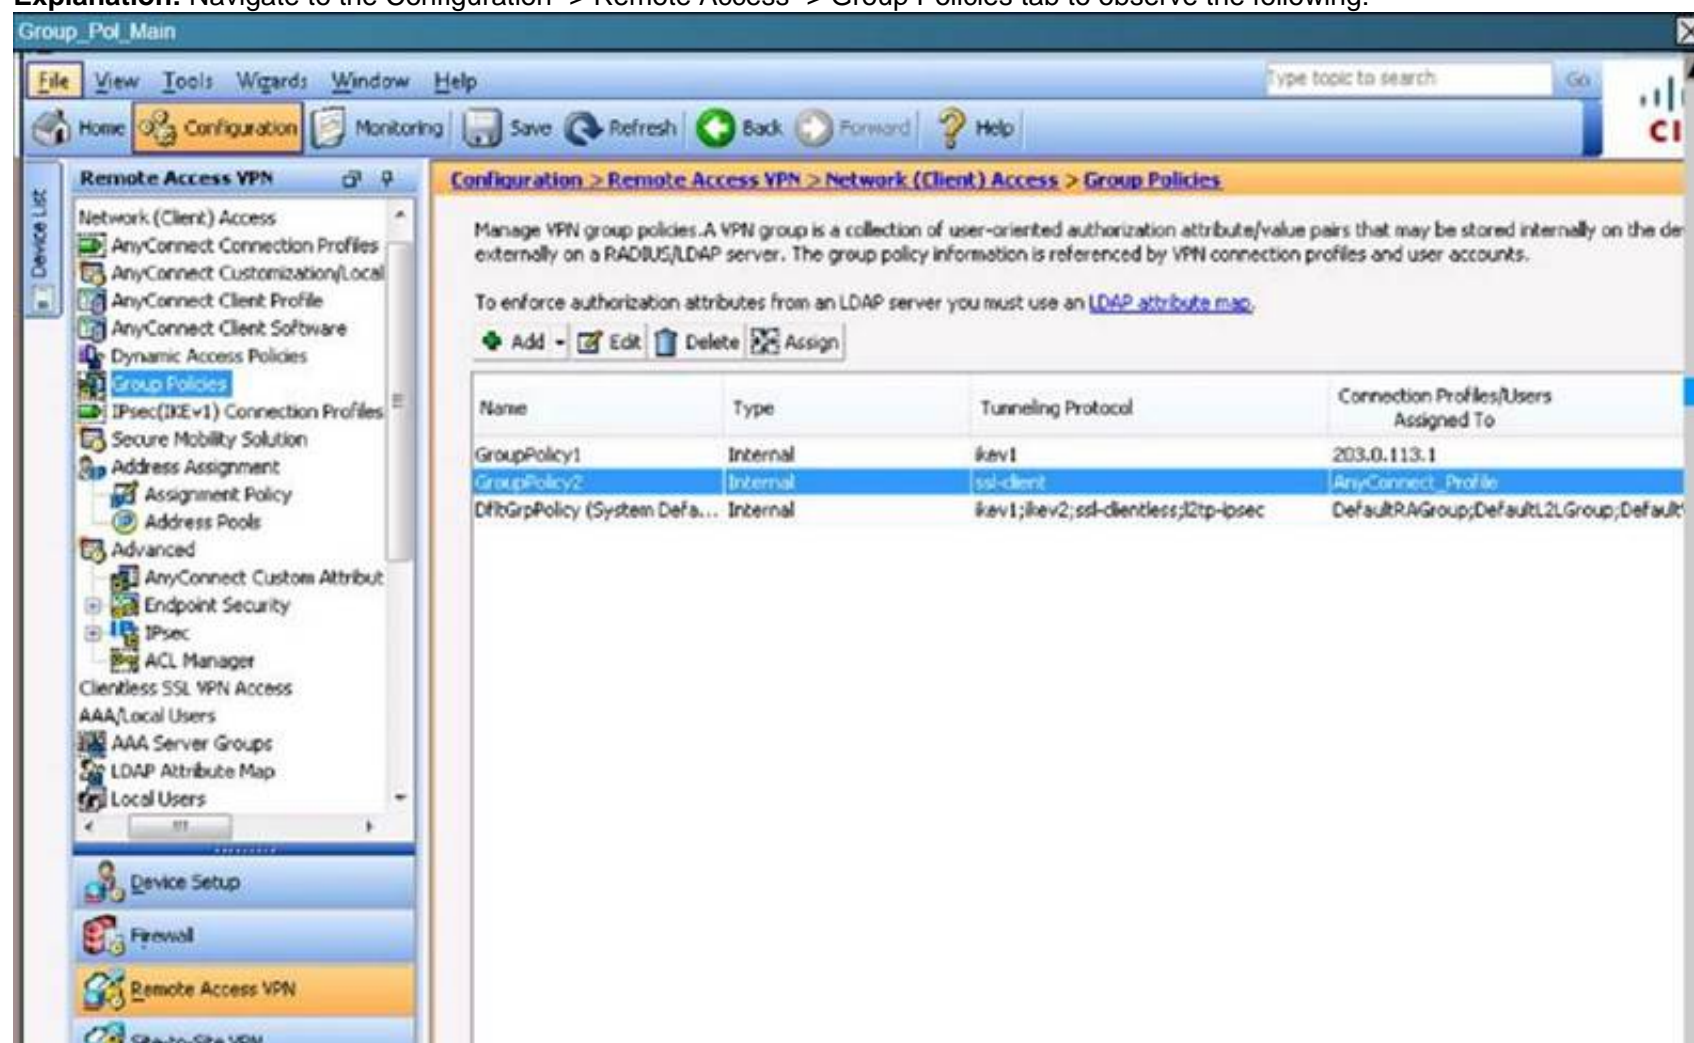 Explanation: Navigate to the Configuration -> Remote Access -> Group Policies tab to observe the following:
Group_Pol_Main
File View Tools Wizards Window Help
Type topic to search Go
Home Configuration Monitoring Save Refresh Back Forward Help
CI
Device List
Remote Access VPN
Network (Client) Access
AnyConnect Connection Profiles
AnyConnect Customization/Local
AnyConnect Client Profile
AnyConnect Client Software
Dynamic Access Policies
Group Policies
IPsec(IKEv1) Connection Profiles
Secure Mobility Solution
Address Assignment
Assignment Policy
Address Pools
Advanced
AnyConnect Custom Attribut
Endpoint Security
IPsec
ACL Manager
Clientless SSL VPN Access
AAA/Local Users
AAA Server Groups
LDAP Attribute Map
Local Users
Device Setup
Firewall
Remote Access VPN
Site-to-Site VPN
Configuration > Remote Access VPN > Network (Client) Access > Group Policies
Manage VPN group policies.A VPN group is a collection of user-oriented authorization attribute/value pairs that may be stored internally on the de
externally on a RADIUS/LDAP server. The group policy information is referenced by VPN connection profiles and user accounts.
To enforce authorization attributes from an LDAP server you must use an LDAP attribute map.
Add Edit Delete Assign
Name Type Tunneling Protocol Connection Profiles/Users
Assigned To
GroupPolicy1 Internal ikev1 203.0.113.1
GroupPolicy2 Internal ssl-client AnyConnect_Profile
DfltGrpPolicy (System Defa... Internal ikev1;ikev2;ssl-clientless;l2tp-ipsec DefaultRAGroup;DefaultL2LGroup;Default